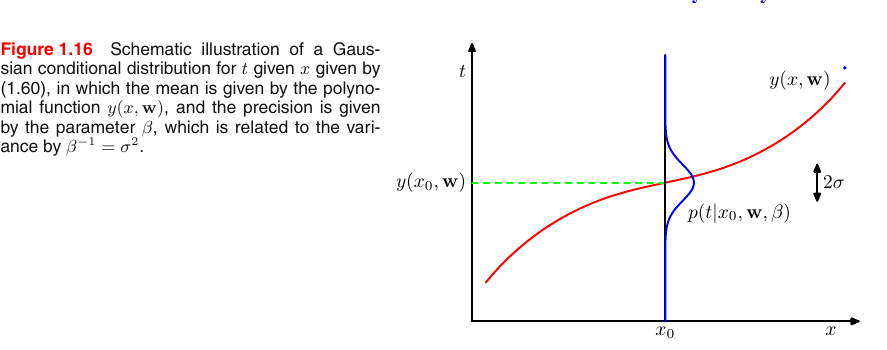 Figure 1.16 Schematic illustration of a Gaus-
sian conditional distribution for t given x given by
(1.60), in which the mean is given by the polyno-
mial function y(x, w), and the precision is given
by the parameter β, which is related to the vari-
ance by β⁻¹ = σ².
t
y(x, w)
y(x₀, w)
2σ
p(t|x₀, w, β)
x₀
x